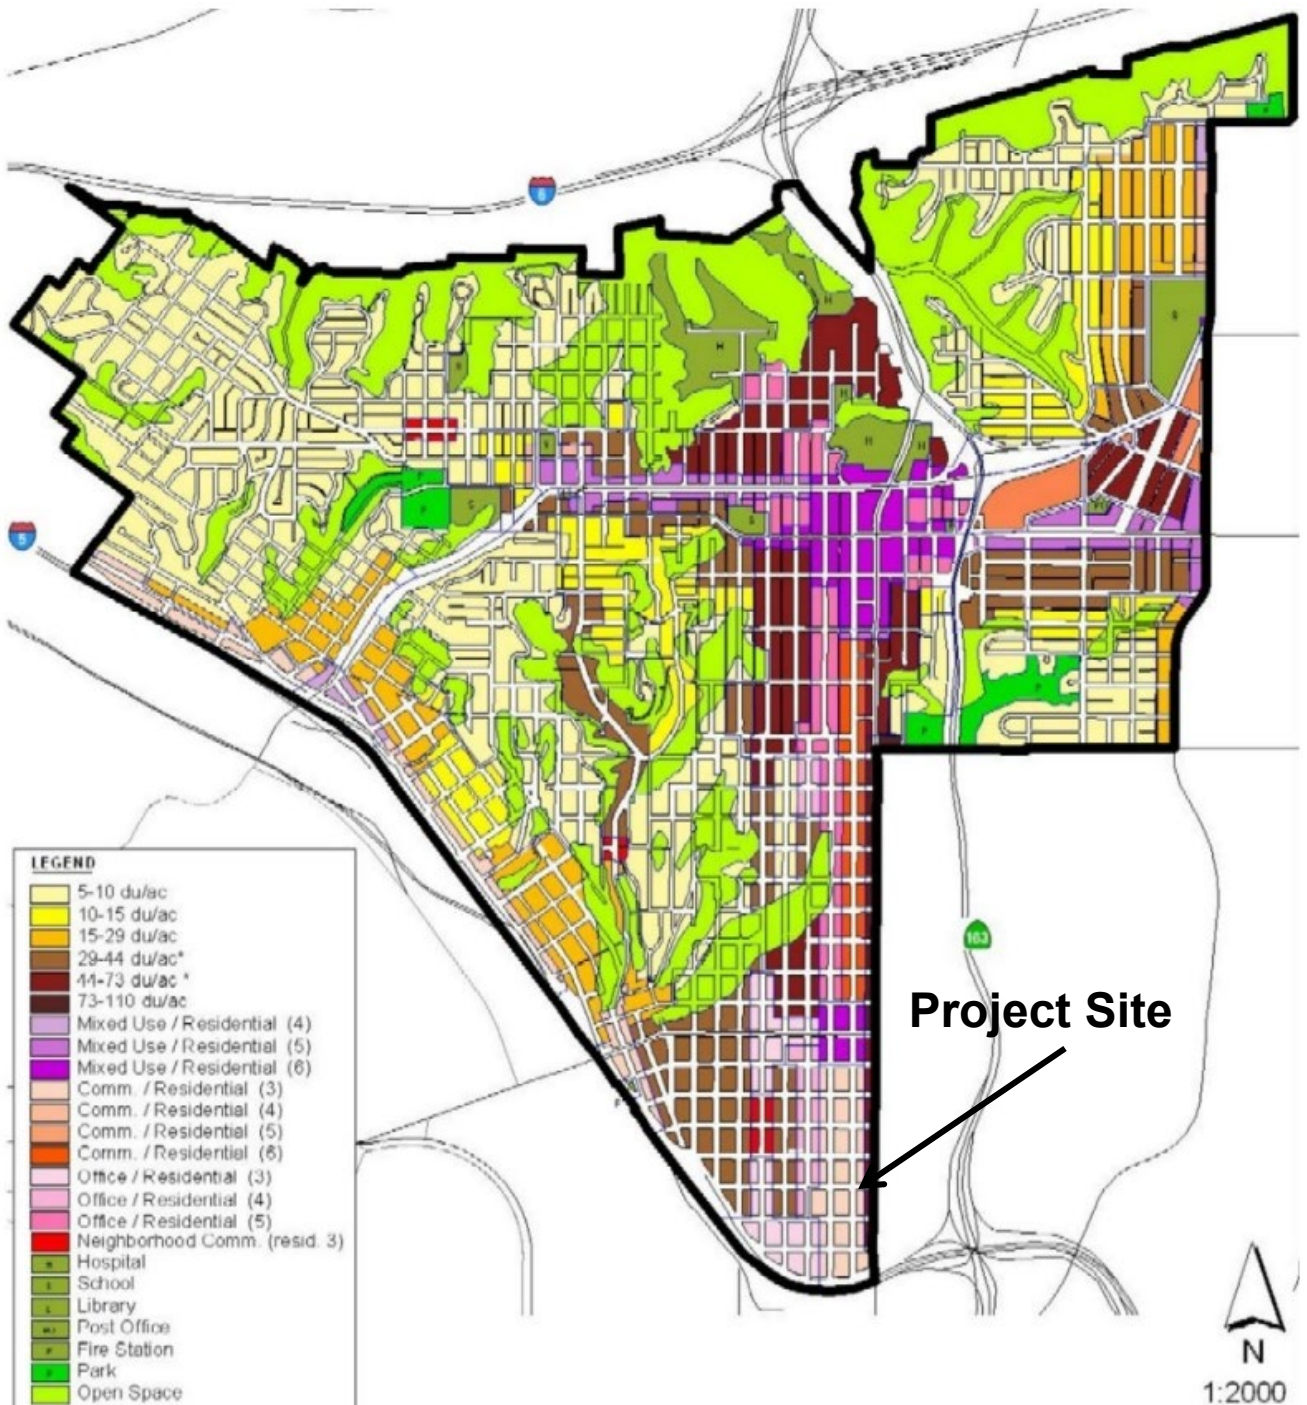 8
5
H
H
H
H
H
S
S
S
P
P
P
163
Project Site
LEGEND
5-10 du/ac
10-15 du/ac
15-29 du/ac
29-44 du/ac*
44-73 du/ac *
73-110 du/ac
Mixed Use / Residential (4)
Mixed Use / Residential (5)
Mixed Use / Residential (6)
Comm. / Residential (3)
Comm. / Residential (4)
Comm. / Residential (5)
Comm. / Residential (6)
Office / Residential (3)
Office / Residential (4)
Office / Residential (5)
Neighborhood Comm. (resid. 3)
Hospital
School
Library
Post Office
Fire Station
Park
Open Space
N
1:2000